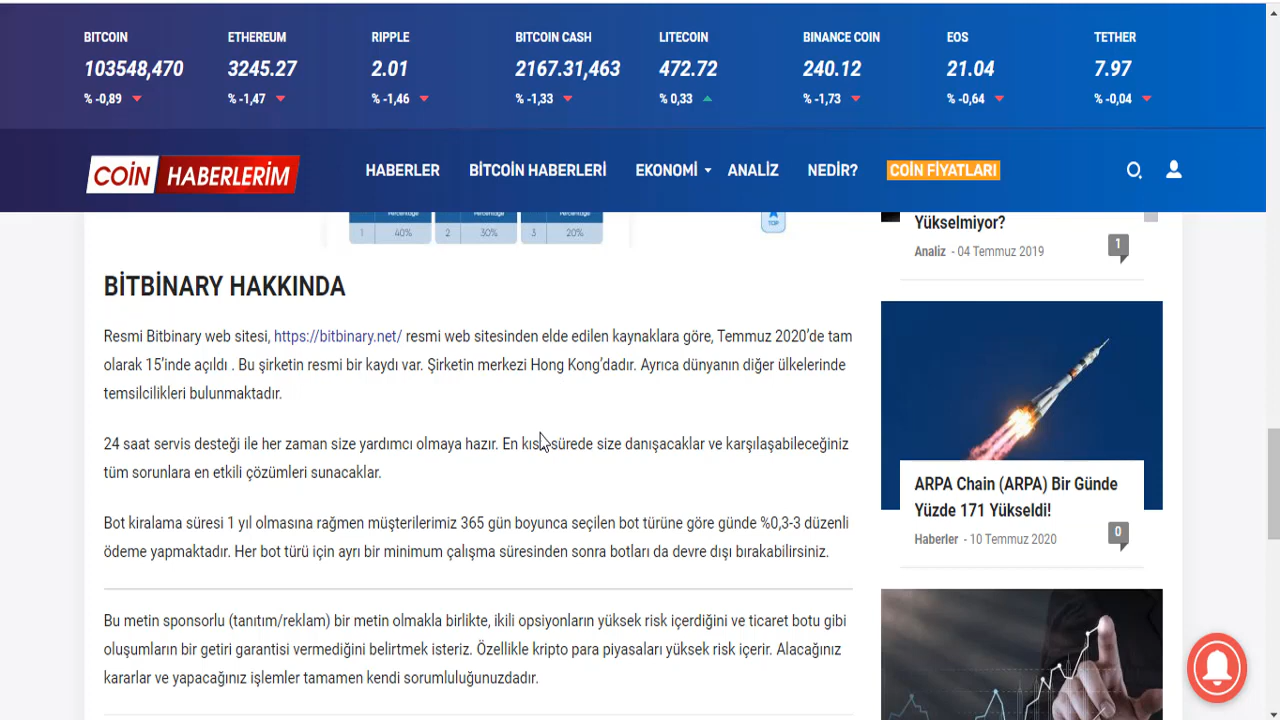 BITCOIN
ETHEREUM
RIPPLE
BITCOIN CASH
LITECOIN
BINANCE COIN
EOS
TETHER
103548,470
3245.27
2.01
2167.31,463
472.72
240.12
21.04
7.97
% -0,89
% -1,47
% -1,46
% -1,33
% 0,33
% -1,73
% -0,64
% -0,04
COİN HABERLERİM
HABERLER
BİTCOİN HABERLERİ
EKONOMİ
ANALİZ
NEDİR?
COİN FİYATLARI
Percentage
Percentage
Percentage
1 40%
2 30%
3 20%
TOP
BİTBİNARY HAKKINDA
Resmi Bitbinary web sitesi, https://bitbinary.net/ resmi web sitesinden elde edilen kaynaklara göre, Temmuz 2020'de tam
olarak 15'inde açıldı . Bu şirketin resmi bir kaydı var. Şirketin merkezi Hong Kong'dadır. Ayrıca dünyanın diğer ülkelerinde
temsilcilikleri bulunmaktadır.
24 saat servis desteği ile her zaman size yardımcı olmaya hazır. En kısa sürede size danışacaklar ve karşılaşabileceğiniz
tüm sorunlara en etkili çözümleri sunacaklar.
Bot kiralama süresi 1 yıl olmasına rağmen müşterilerimiz 365 gün boyunca seçilen bot türüne göre günde %0,3-3 düzenli
ödeme yapmaktadır. Her bot türü için ayrı bir minimum çalışma süresinden sonra botları da devre dışı bırakabilirsiniz.
Bu metin sponsorlu (tanıtım/reklam) bir metin olmakla birlikte, ikili opsiyonların yüksek risk içerdiğini ve ticaret botu gibi
oluşumların bir getiri garantisi vermediğini belirtmek isteriz. Özellikle kripto para piyasaları yüksek risk içerir. Alacağınız
kararlar ve yapacağınız işlemler tamamen kendi sorumluluğunuzdadır.
Yükselmiyor?
Analiz - 04 Temmuz 2019
1
ARPA Chain (ARPA) Bir Günde
Yüzde 171 Yükseldi!
Haberler - 10 Temmuz 2020
0